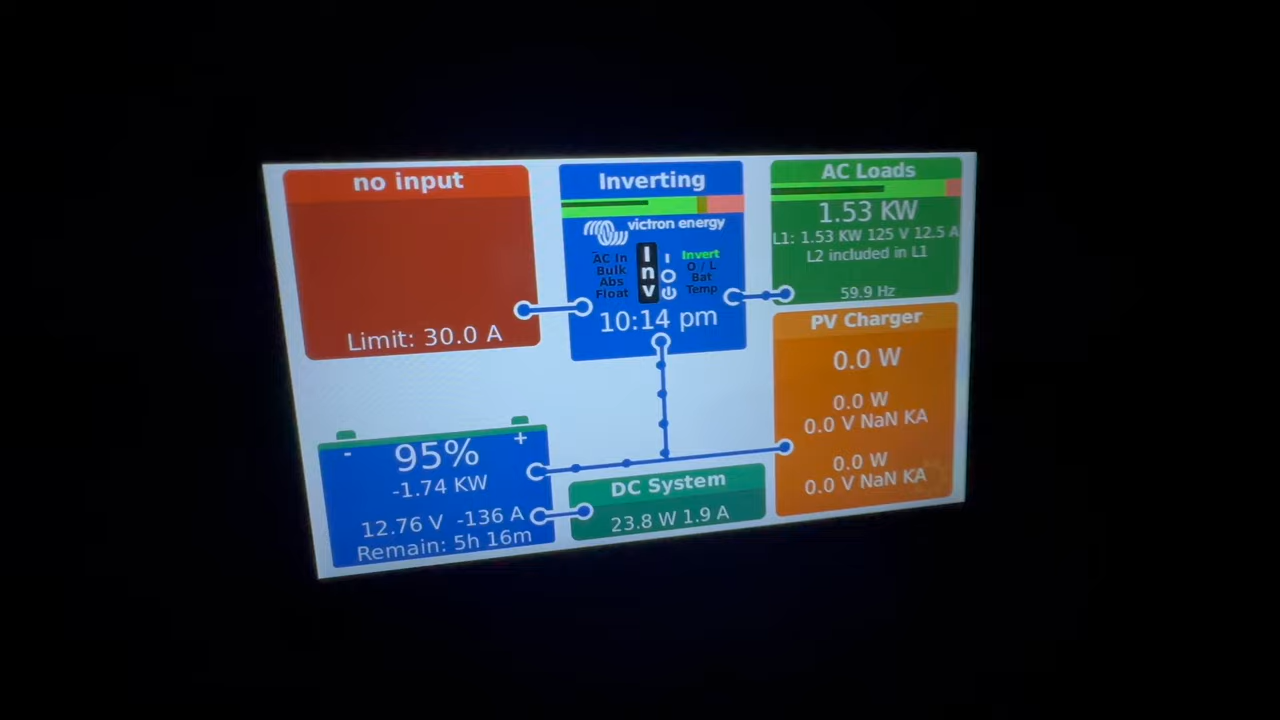 no input
Limit: 30.0 A
Inverting
victron energy
AC In
Bulk
Abs
Float
Inv
Invert
O / L
Bat
Temp
10:14 pm
AC Loads
1.53 KW
L1: 1.53 KW 125 V 12.5 A
L2 included in L1
59.9 Hz
PV Charger
0.0 W
0.0 W
0.0 V NaN KA
0.0 W
0.0 V NaN KA
- +
95%
-1.74 KW
12.76 V -136 A
Remain: 5h 16m
DC System
23.8 W 1.9 A